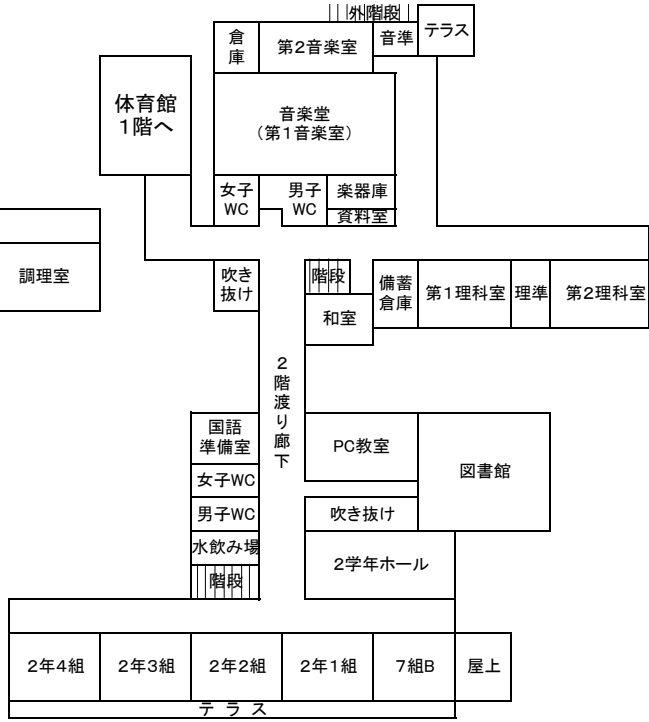 外階段
倉
庫
第2音楽室
音準
テラス
体育館
1階へ
音楽堂
(第1音楽室)
女子
WC
男子
WC
楽器庫
資料室
調理室
吹き
抜け
階段
和室
備蓄
倉庫
第1理科室
理準
第2理科室
2階渡り廊下
国語
準備室
女子WC
男子WC
水飲み場
階段
PC教室
図書館
吹き抜け
2学年ホール
2年4組
2年3組
2年2組
2年1組
7組B
屋上
テラス